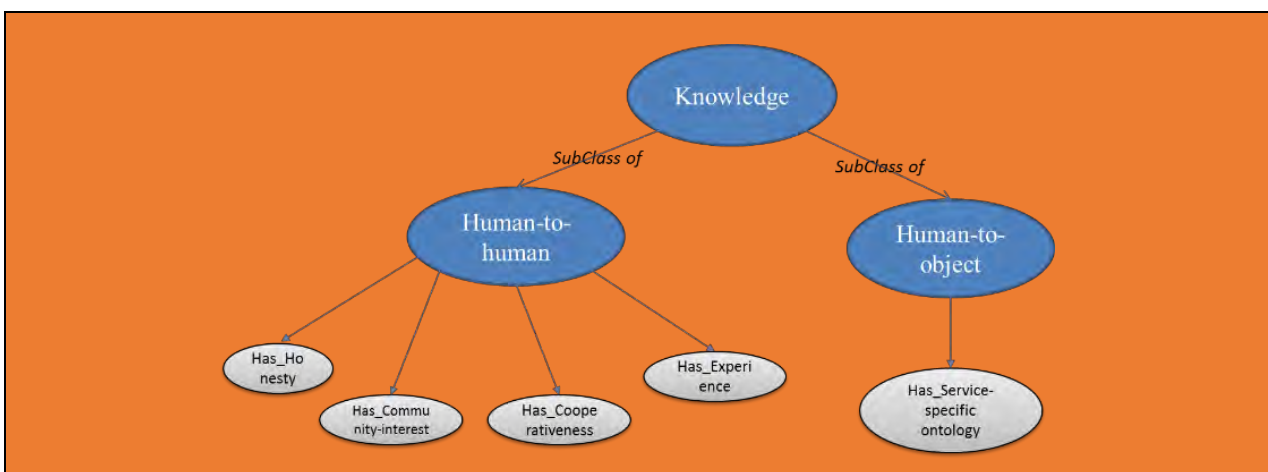 Knowledge
SubClass of
SubClass of
Human-to-
human
Human-to-
object
Has_Ho
nesty
Has_Commu
nity-interest
Has_Coope
rativeness
Has_Experi
ence
Has_Service-
specific
ontology